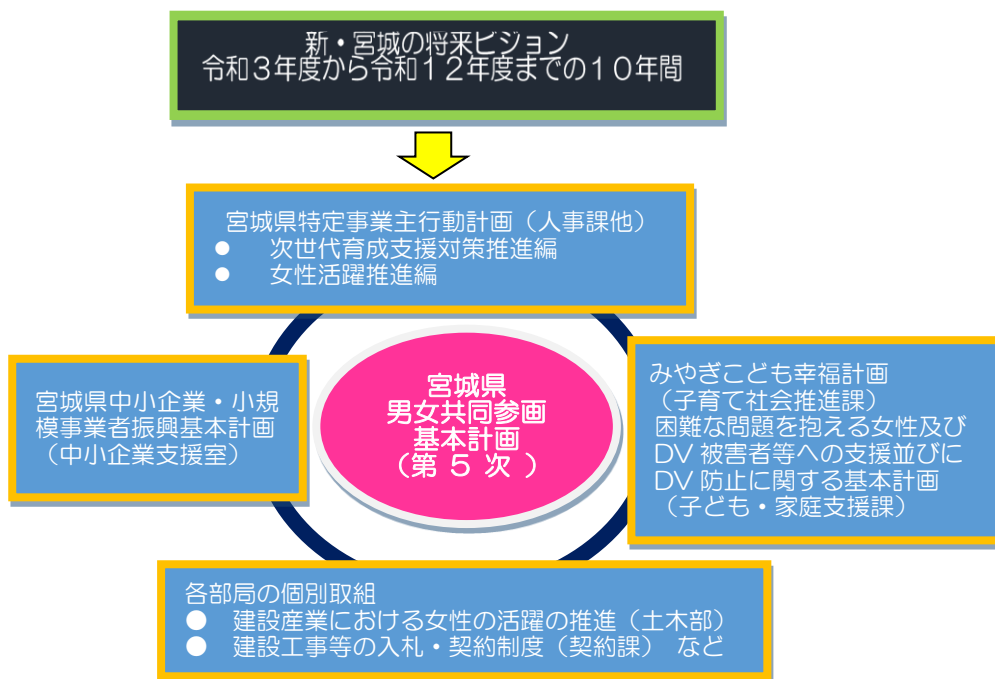 新・宮城の将来ビジョン
令和３年度から令和１２年度までの１０年間
宮城県特定事業主行動計画（人事課他）
● 次世代育成支援対策推進編
● 女性活躍推進編
宮城県中小企業・小規
模事業者振興基本計画
（中小企業支援室）
宮城県
男女共同参画
基本計画
（第 ５ 次 ）
みやぎこども幸福計画
（子育て社会推進課）
困難な問題を抱える女性及び
DV 被害者等への支援並びに
DV 防止に関する基本計画
（子ども・家庭支援課）
各部局の個別取組
● 建設産業における女性の活躍の推進（土木部）
● 建設工事等の入札・契約制度（契約課） など